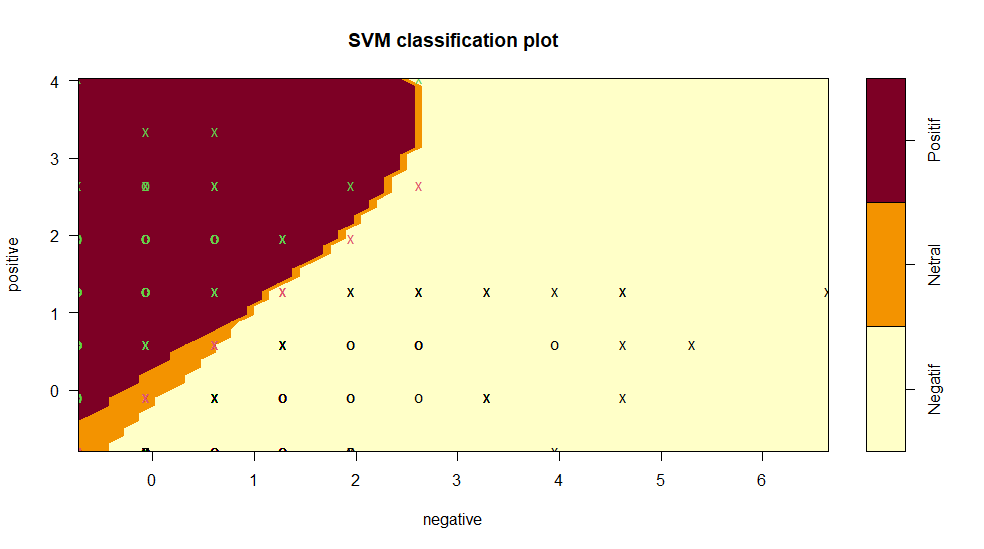 SVM classification plot
positive
4
3
2
1
0
0
1
2
3
4
5
6
negative
Positif
Netral
Negatif